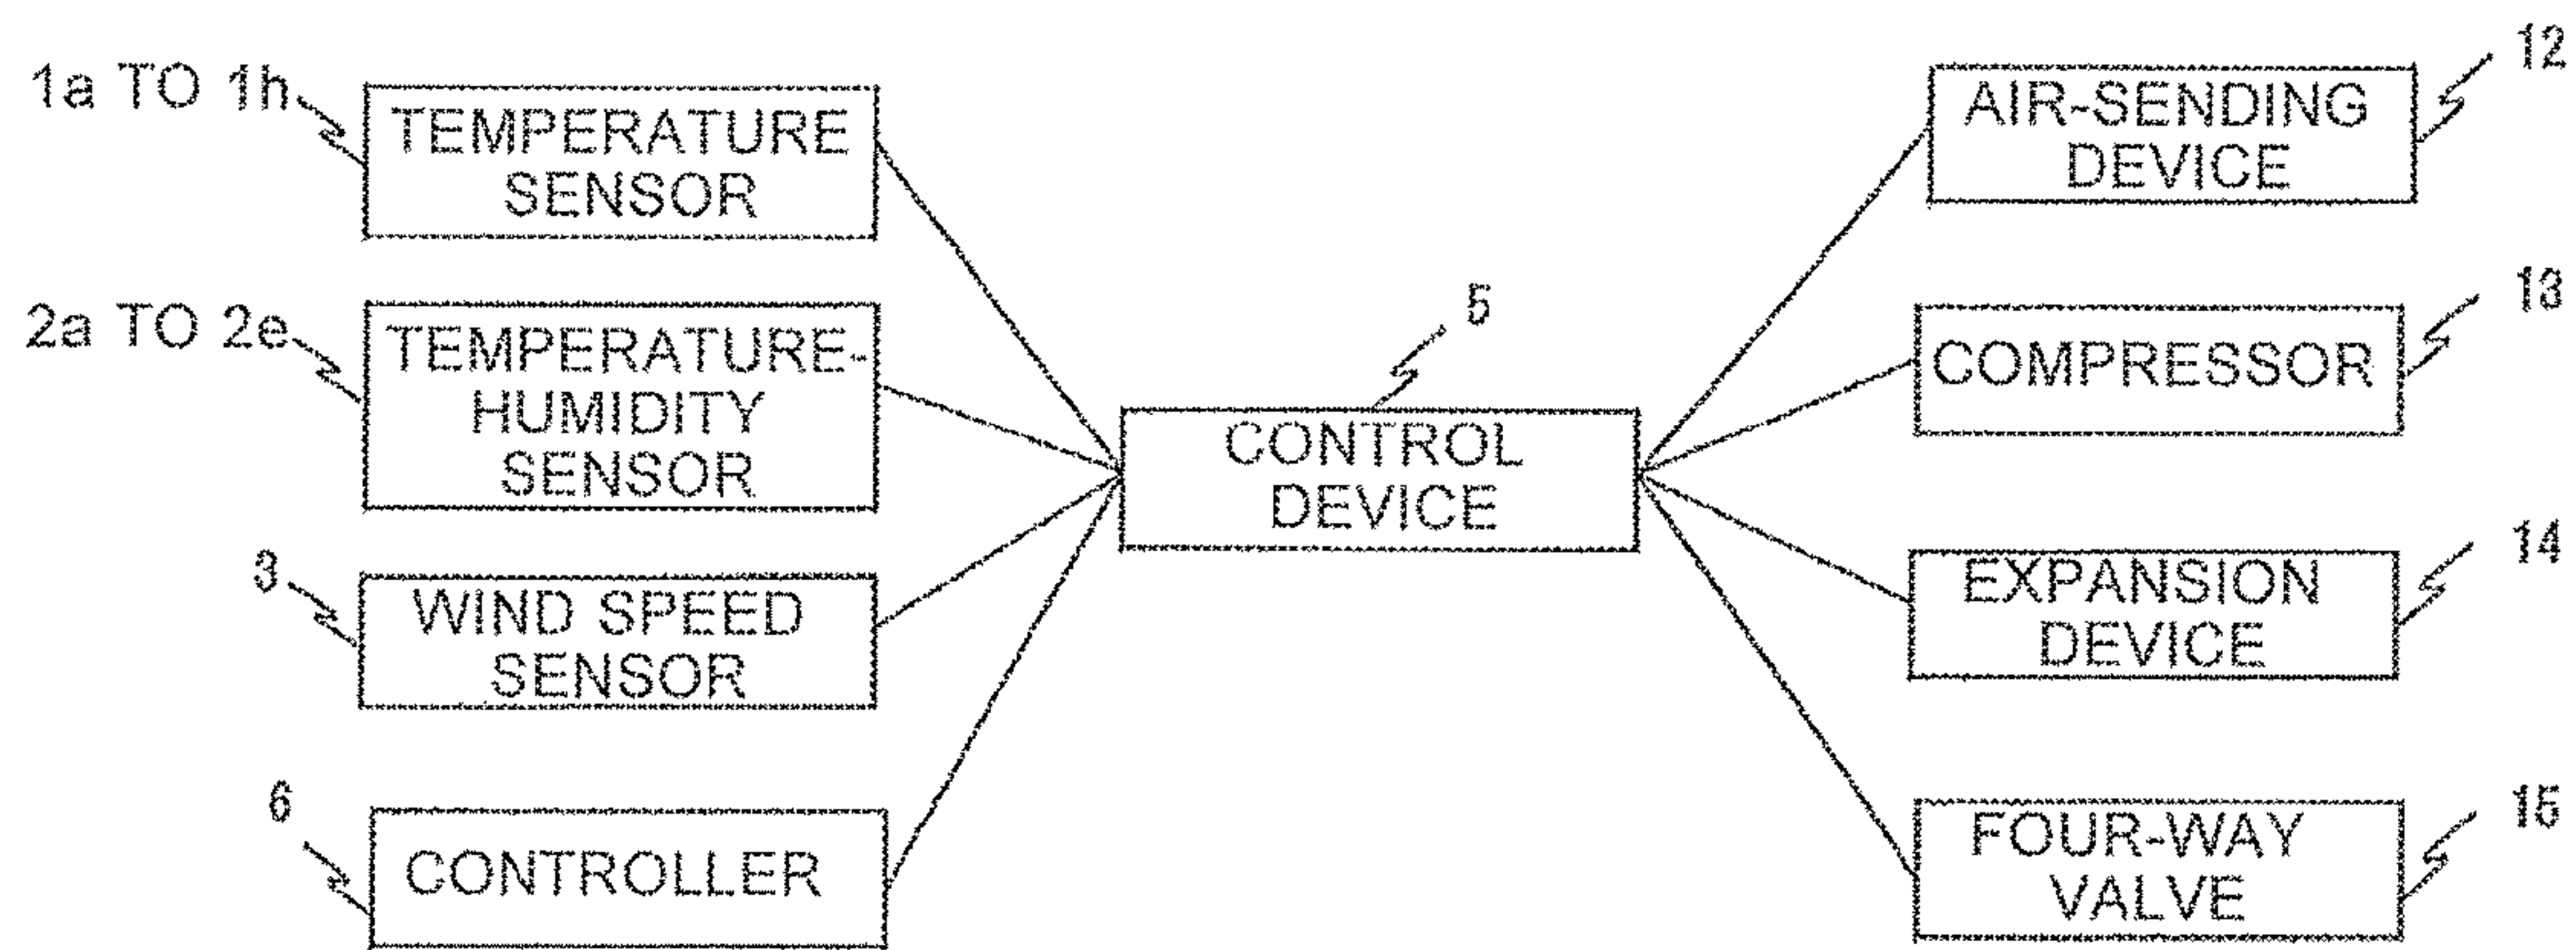 1a TO 1h
TEMPERATURE
SENSOR
2a TO 2e
TEMPERATURE-
HUMIDITY
SENSOR
3
WIND SPEED
SENSOR
6
CONTROLLER
5
CONTROL
DEVICE
12
AIR-SENDING
DEVICE
13
COMPRESSOR
14
EXPANSION
DEVICE
15
FOUR-WAY
VALVE